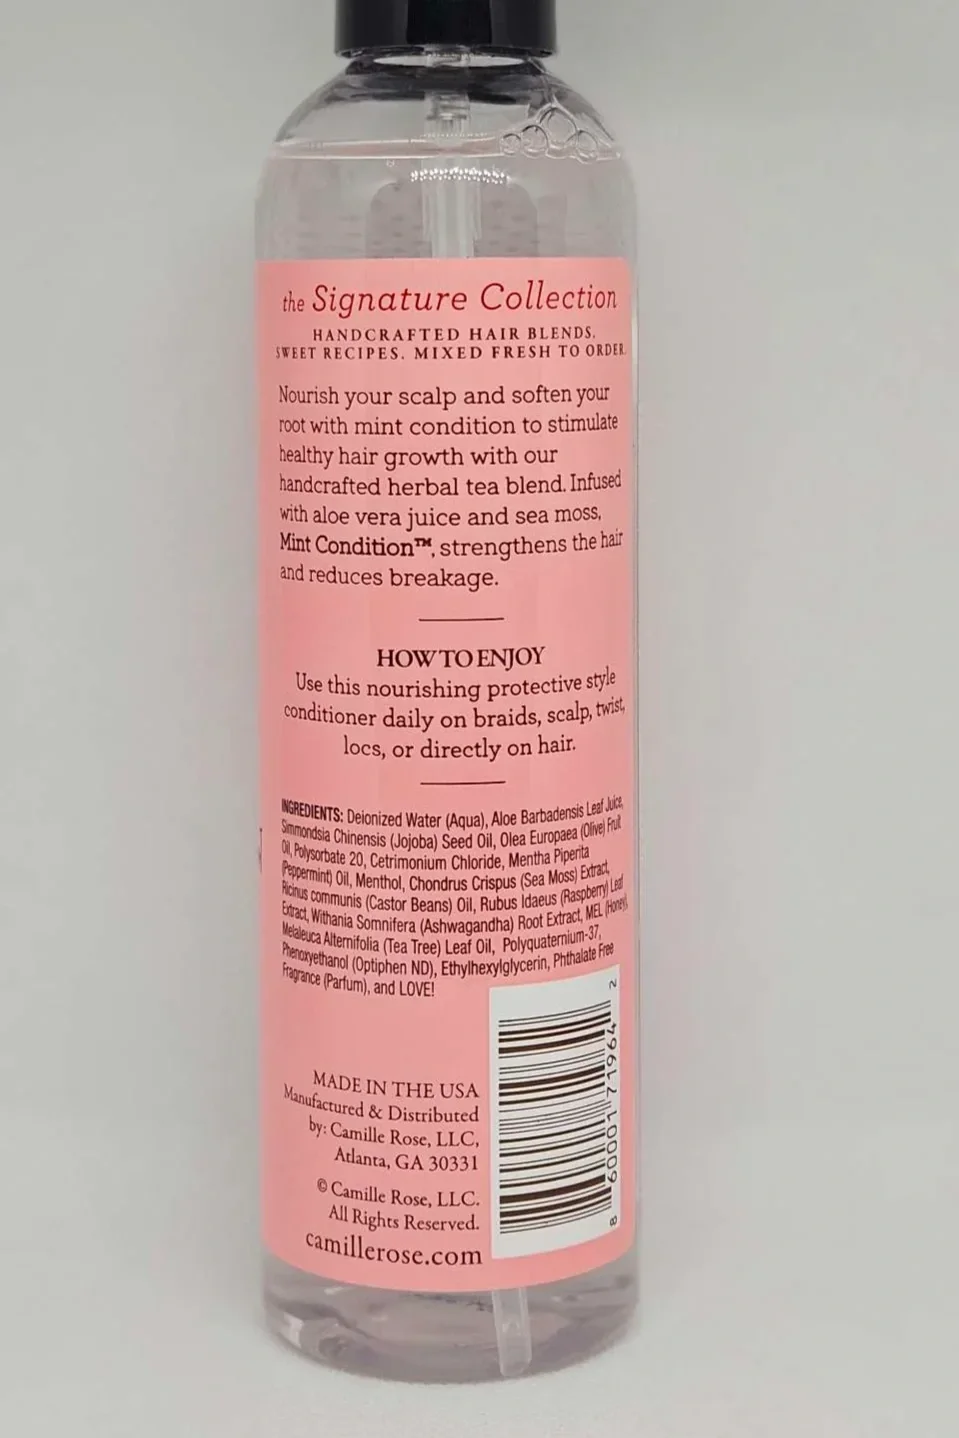 the Signature Collection
HANDCRAFTED HAIR BLENDS.
SWEET RECIPES. MIXED FRESH TO ORDER.
Nourish your scalp and soften your
root with mint condition to stimulate
healthy hair growth with our
handcrafted herbal tea blend. Infused
with aloe vera juice and sea moss,
Mint Condition™, strengthens the hair
and reduces breakage.
HOW TO ENJOY
Use this nourishing protective style
conditioner daily on braids, scalp, twist,
locs, or directly on hair.
INGREDIENTS: Deionized Water (Aqua), Aloe Barbadensis Leaf Juice,
Simmondsia Chinensis (Jojoba) Seed Oil, Olea Europaea (Olive) Fruit
Oil, Polysorbate 20, Cetrimonium Chloride, Mentha Piperita
(Peppermint) Oil, Menthol, Chondrus Crispus (Sea Moss) Extract,
Ricinus communis (Castor Beans) Oil, Rubus Idaeus (Raspberry) Leaf
Extract, Withania Somnifera (Ashwagandha) Root Extract, MEL (Honey),
Melaleuca Alternifolia (Tea Tree) Leaf Oil, Polyquaternium-37,
Phenoxyethanol (Optiphen ND), Ethylhexylglycerin, Phthalate Free
Fragrance (Parfum), and LOVE!
MADE IN THE USA
Manufactured & Distributed
by: Camille Rose, LLC,
Atlanta, GA 30331
© Camille Rose, LLC.
All Rights Reserved.
camillerose.com
8 60001 71964 2